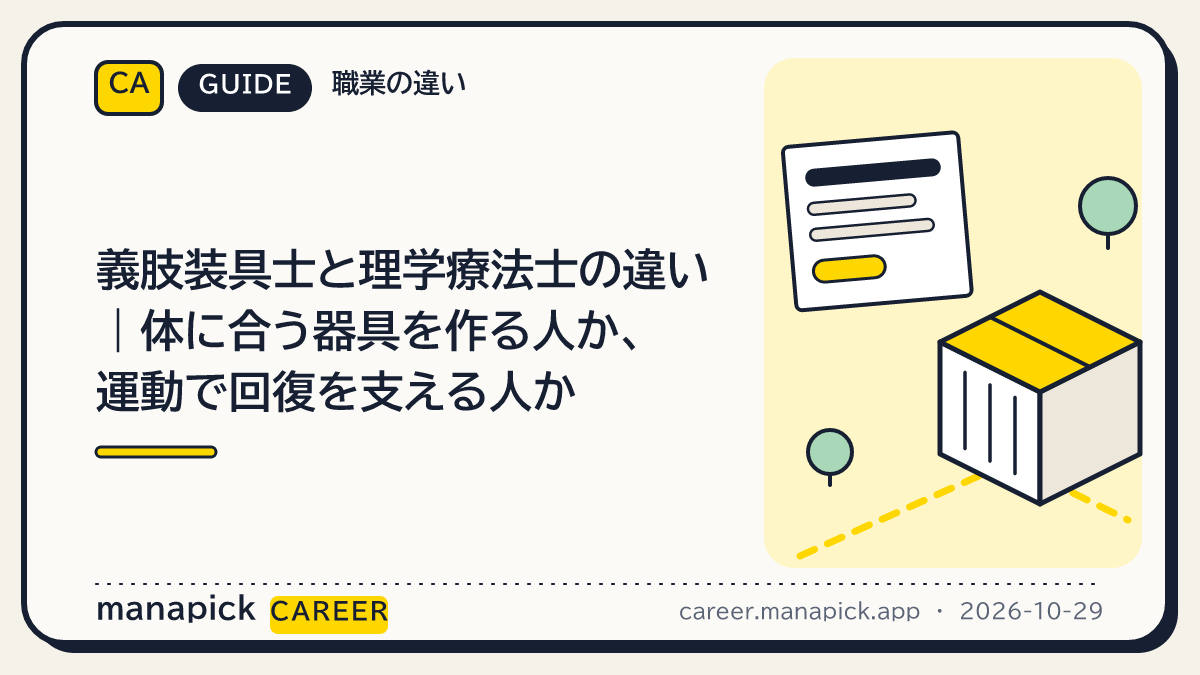 CA GUIDE 職業の違い
義肢装具士と理学療法士の違い
｜体に合う器具を作る人か、
運動で回復を支える人か
manapick CAREER
career.manapick.app ・ 2026-10-29